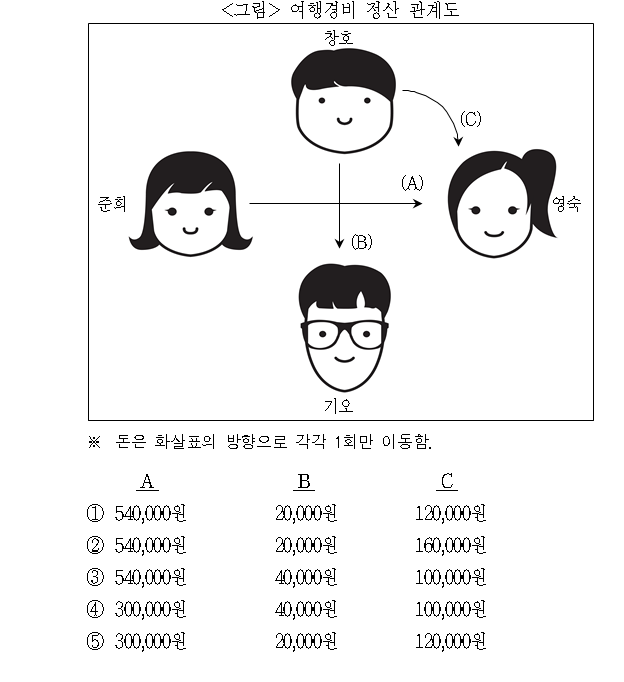 <그림> 여행경비 정산 관계도
창호
(C)
(A)
준희
영숙
(B)
기오
※ 돈은 화살표의 방향으로 각각 1회만 이동함.
A B C
① 540,000원 20,000원 120,000원
② 540,000원 20,000원 160,000원
③ 540,000원 40,000원 100,000원
④ 300,000원 40,000원 100,000원
⑤ 300,000원 20,000원 120,000원